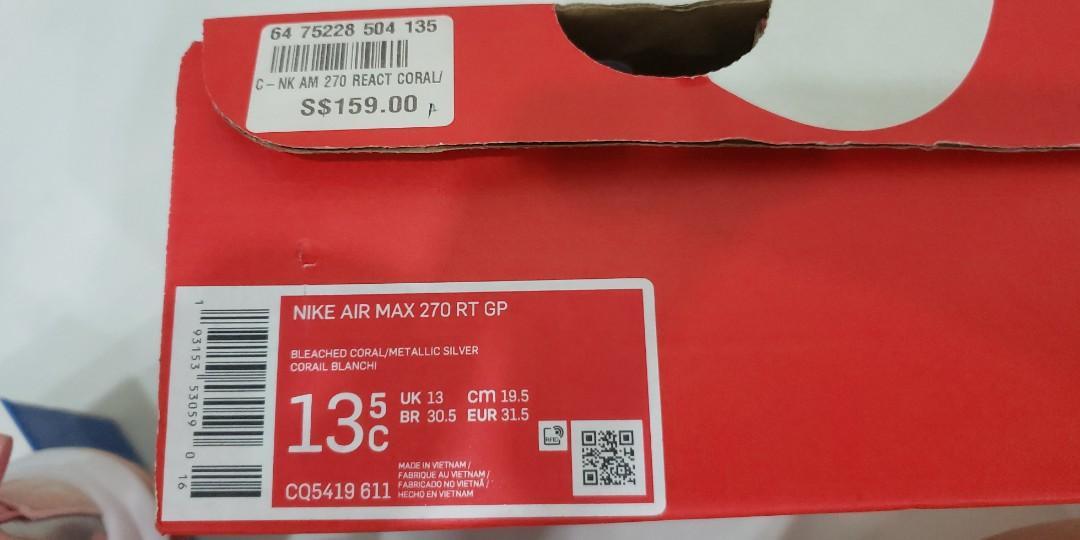 64 75228 504 135
C-NK AM 270 REACT CORAL/
S$159.00
1 93153 53059 0 16
NIKE AIR MAX 270 RT GP
BLEACHED CORAL/METALLIC SILVER
CORAIL BLANCHI
13 5 C
UK 13 cm 19.5
BR 30.5 EUR 31.5
RFID
MADE IN VIETNAM /
FABRIQUE AU VIETNAM /
FABRICADO NO VIETNÃ /
HECHO EN VIETNAM
CQ5419 611